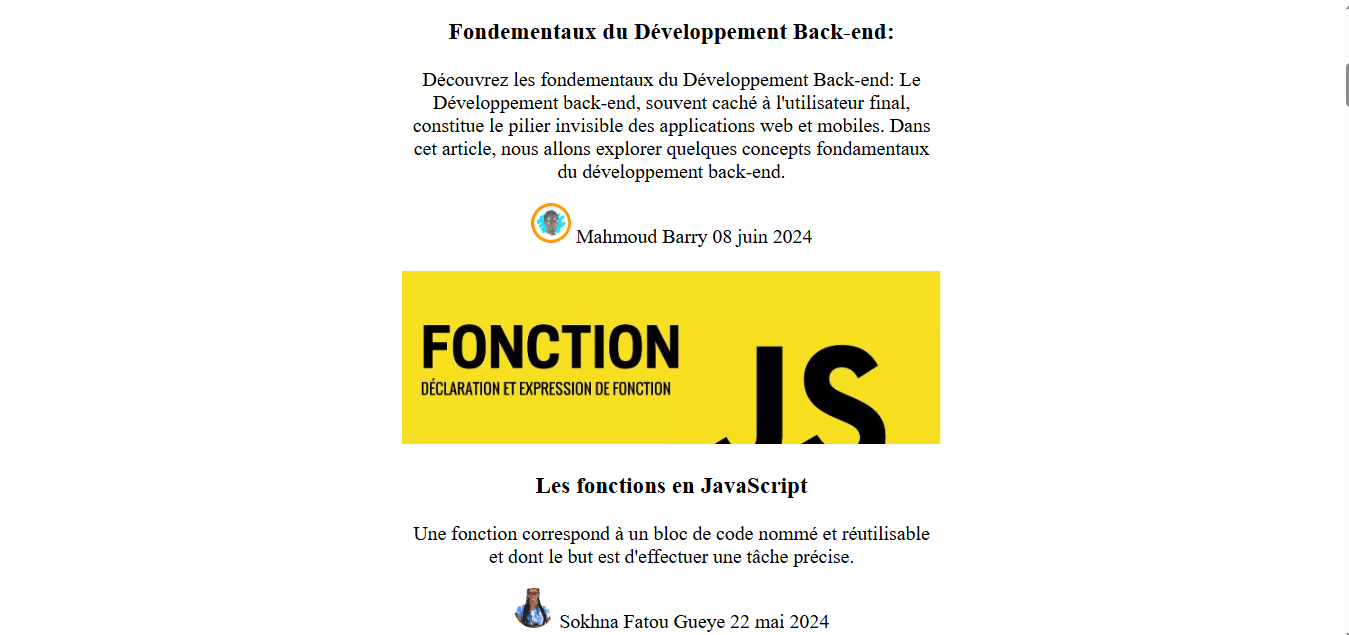 Fondementaux du Développement Back-end:
Découvrez les fondementaux du Développement Back-end: Le
Développement back-end, souvent caché à l'utilisateur final,
constitue le pilier invisible des applications web et mobiles. Dans
cet article, nous allons explorer quelques concepts fondamentaux
du développement back-end.
Mahmoud Barry 08 juin 2024
FONCTION
DÉCLARATION ET EXPRESSION DE FONCTION
JS
Les fonctions en JavaScript
Une fonction correspond à un bloc de code nommé et réutilisable
et dont le but est d'effectuer une tâche précise.
Sokhna Fatou Gueye 22 mai 2024